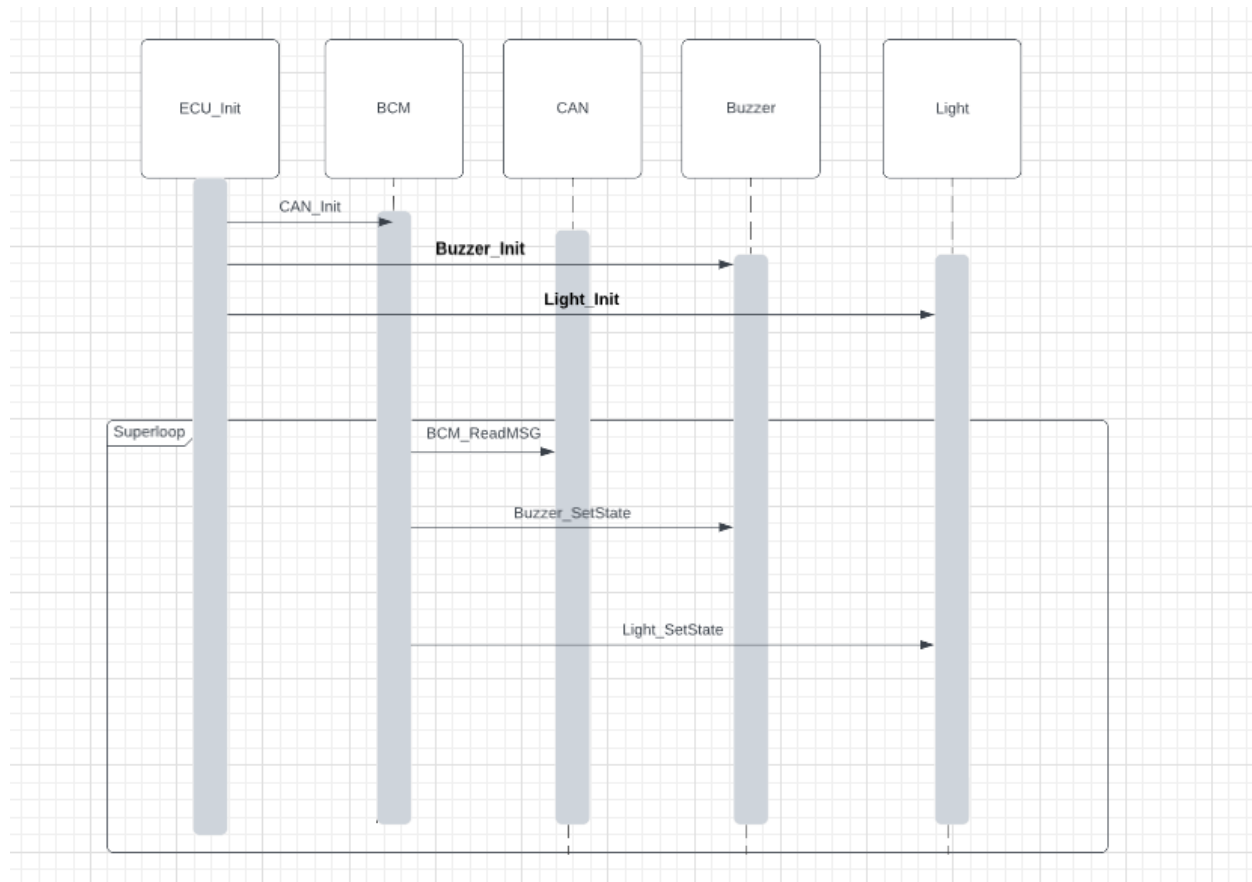 ECU_Init
BCM
CAN
Buzzer
Light
CAN_Init
Buzzer_Init
Light_Init
Superloop
BCM_ReadMSG
Buzzer_SetState
Light_SetState